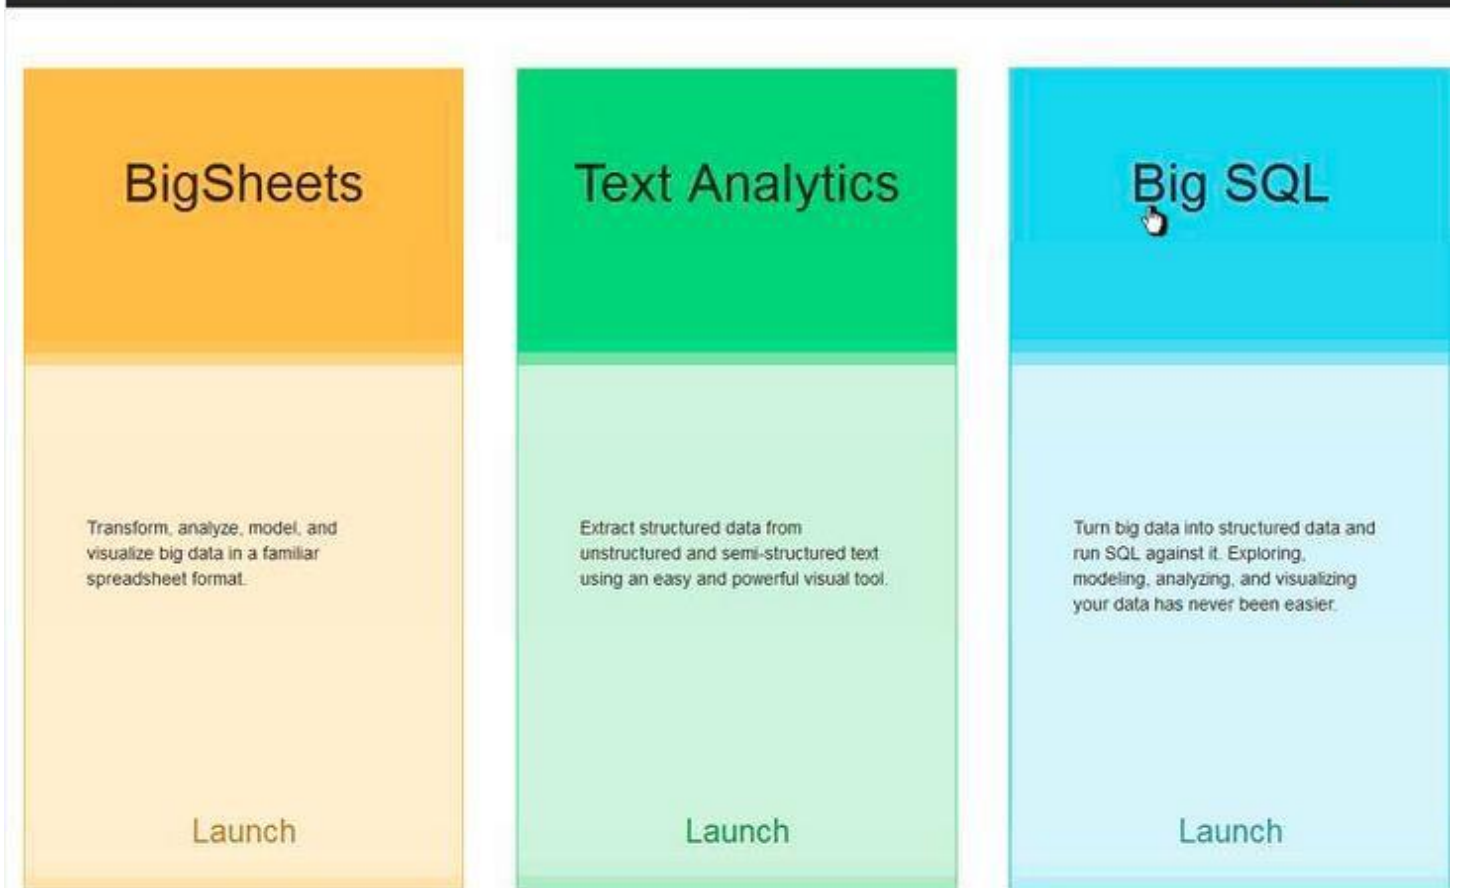 BigSheets
Transform, analyze, model, and
visualize big data in a familiar
spreadsheet format.
Launch
Text Analytics
Extract structured data from
unstructured and semi-structured text
using an easy and powerful visual tool.
Launch
Big SQL
Turn big data into structured data and
run SQL against it. Exploring,
modeling, analyzing, and visualizing
your data has never been easier.
Launch